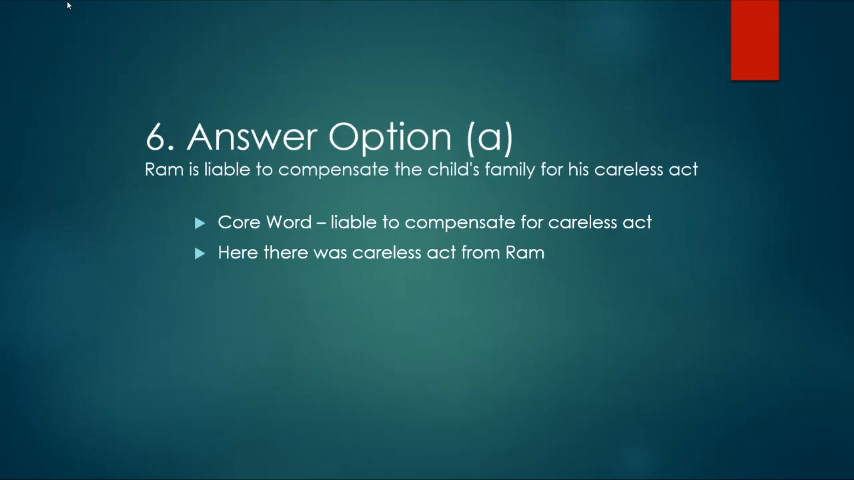 6. Answer Option (a)
Ram is liable to compensate the child's family for his careless act
Core Word – liable to compensate for careless act
Here there was careless act from Ram